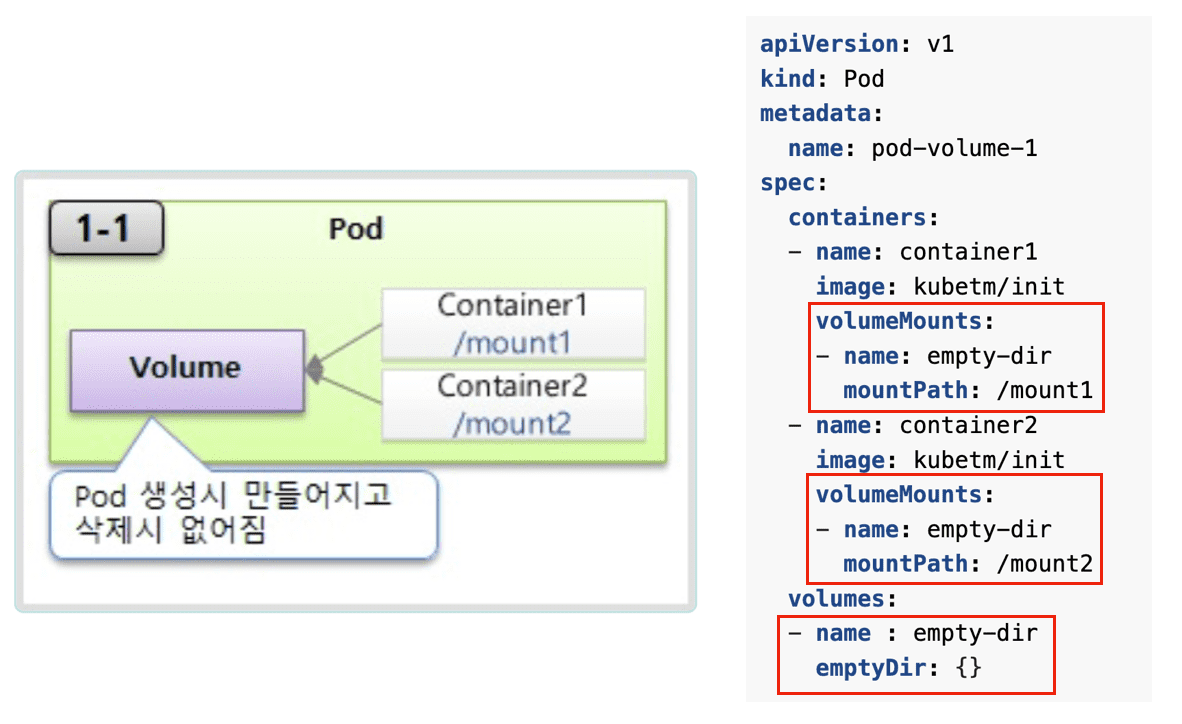 1-1
Pod
Volume
Container1
/mount1
Container2
/mount2
Pod 생성시 만들어지고
삭제시 없어짐
apiVersion: v1
kind: Pod
metadata:
  name: pod-volume-1
spec:
  containers:
  - name: container1
    image: kubetm/init
    volumeMounts:
    - name: empty-dir
      mountPath: /mount1
  - name: container2
    image: kubetm/init
    volumeMounts:
    - name: empty-dir
      mountPath: /mount2
  volumes:
  - name : empty-dir
    emptyDir: {}